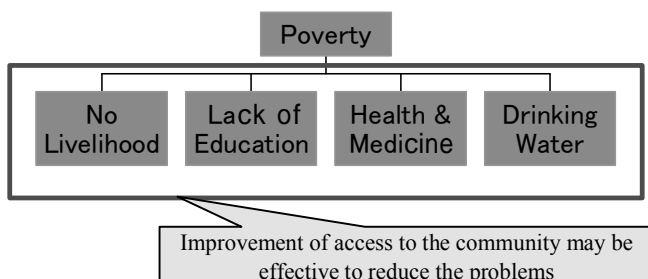 Poverty
No
Livelihood
Lack of
Education
Health &
Medicine
Drinking
Water
Improvement of access to the community may be
effective to reduce the problems